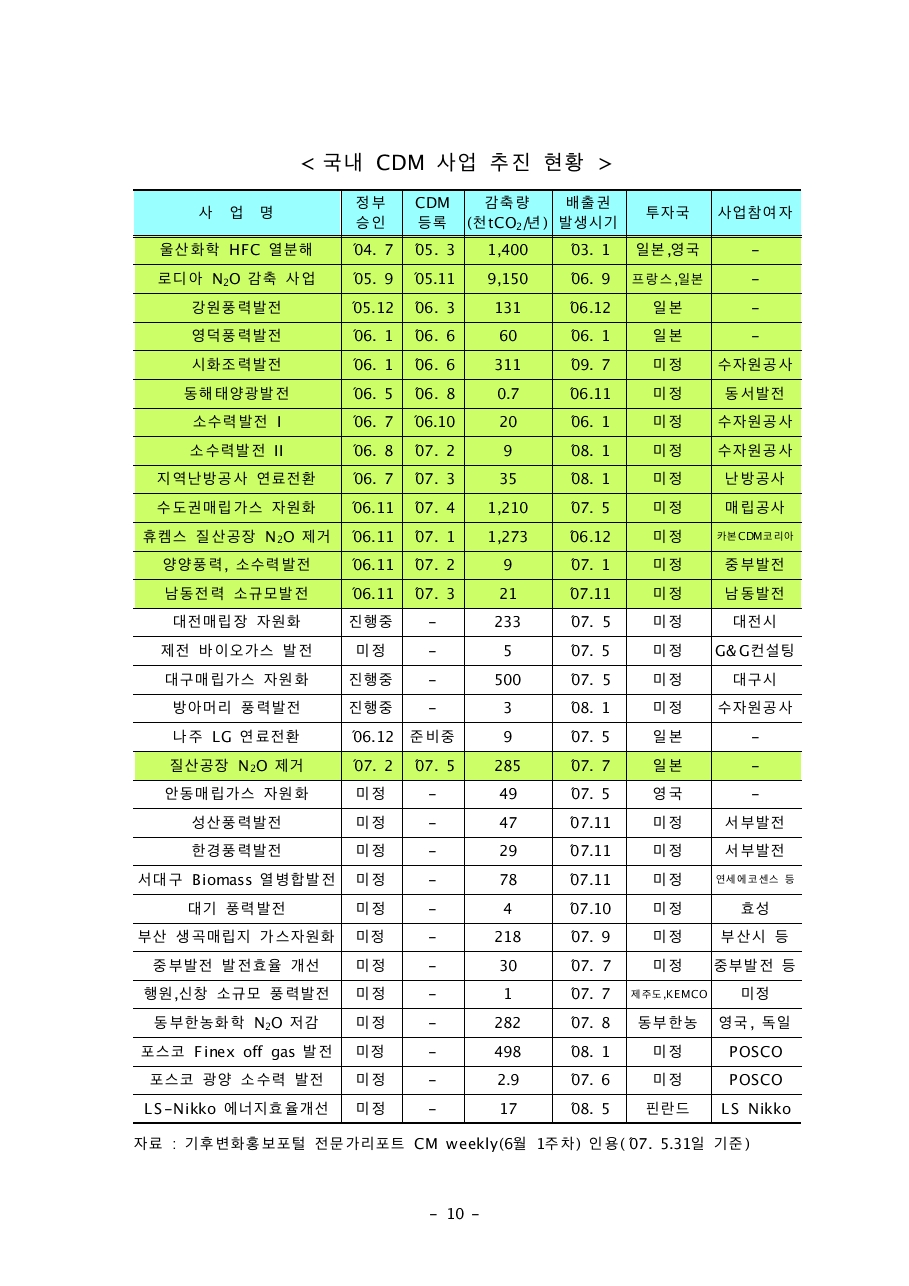 < 국내 CDM 사업 추진 현황 >
사 업 명 정부 승인 CDM 등록 감축량 (천tCO₂/년) 배출권 발생시기 투자국 사업참여자
울산화학 HFC 열분해 '04. 7 '05. 3 1,400 '03. 1 일본,영국 -
로디아 N₂O 감축 사업 '05. 9 '05.11 9,150 '06. 9 프랑스,일본 -
강원풍력발전 '05.12 '06. 3 131 '06.12 일본 -
영덕풍력발전 '06. 1 '06. 6 60 '06. 1 일본 -
시화조력발전 '06. 1 '06. 6 311 '09. 7 미정 수자원공사
동해태양광발전 '06. 5 '06. 8 0.7 '06.11 미정 동서발전
소수력발전 I '06. 7 '06.10 20 '06. 1 미정 수자원공사
소수력발전 II '06. 8 '07. 2 9 '08. 1 미정 수자원공사
지역난방공사 연료전환 '06. 7 '07. 3 35 '08. 1 미정 난방공사
수도권매립가스 자원화 '06.11 '07. 4 1,210 '07. 5 미정 매립공사
휴켐스 질산공장 N₂O 제거 '06.11 '07. 1 1,273 '06.12 미정 카본CDM코리아
양양풍력, 소수력발전 '06.11 '07. 2 9 '07. 1 미정 중부발전
남동전력 소규모발전 '06.11 '07. 3 21 '07.11 미정 남동발전
대전매립장 자원화 진행중 - 233 '07. 5 미정 대전시
제전 바이오가스 발전 미정 - 5 '07. 5 미정 G&G컨설팅
대구매립가스 자원화 진행중 - 500 '07. 5 미정 대구시
방아머리 풍력발전 진행중 - 3 '08. 1 미정 수자원공사
나주 LG 연료전환 '06.12 준비중 9 '07. 5 일본 -
질산공장 N₂O 제거 '07. 2 '07. 5 285 '07. 7 일본 -
안동매립가스 자원화 미정 - 49 '07. 5 영국 -
성산풍력발전 미정 - 47 '07.11 미정 서부발전
한경풍력발전 미정 - 29 '07.11 미정 서부발전
서대구 Biomass 열병합발전 미정 - 78 '07.11 미정 연세에코센스 등
대기 풍력발전 미정 - 4 '07.10 미정 효성
부산 생곡매립지 가스자원화 미정 - 218 '07. 9 미정 부산시 등
중부발전 발전효율 개선 미정 - 30 '07. 7 미정 중부발전 등
행원,신창 소규모 풍력발전 미정 - 1 '07. 7 제주도,KEMCO 미정
동부한농화학 N₂O 저감 미정 - 282 '07. 8 동부한농 영국, 독일
포스코 Finex off gas 발전 미정 - 498 '08. 1 미정 POSCO
포스코 광양 소수력 발전 미정 - 2.9 '07. 6 미정 POSCO
LS-Nikko 에너지효율개선 미정 - 17 '08. 5 핀란드 LS Nikko
자료 : 기후변화홍보포털 전문가리포트 CM weekly(6월 1주차) 인용('07. 5.31일 기준)
- 10 -